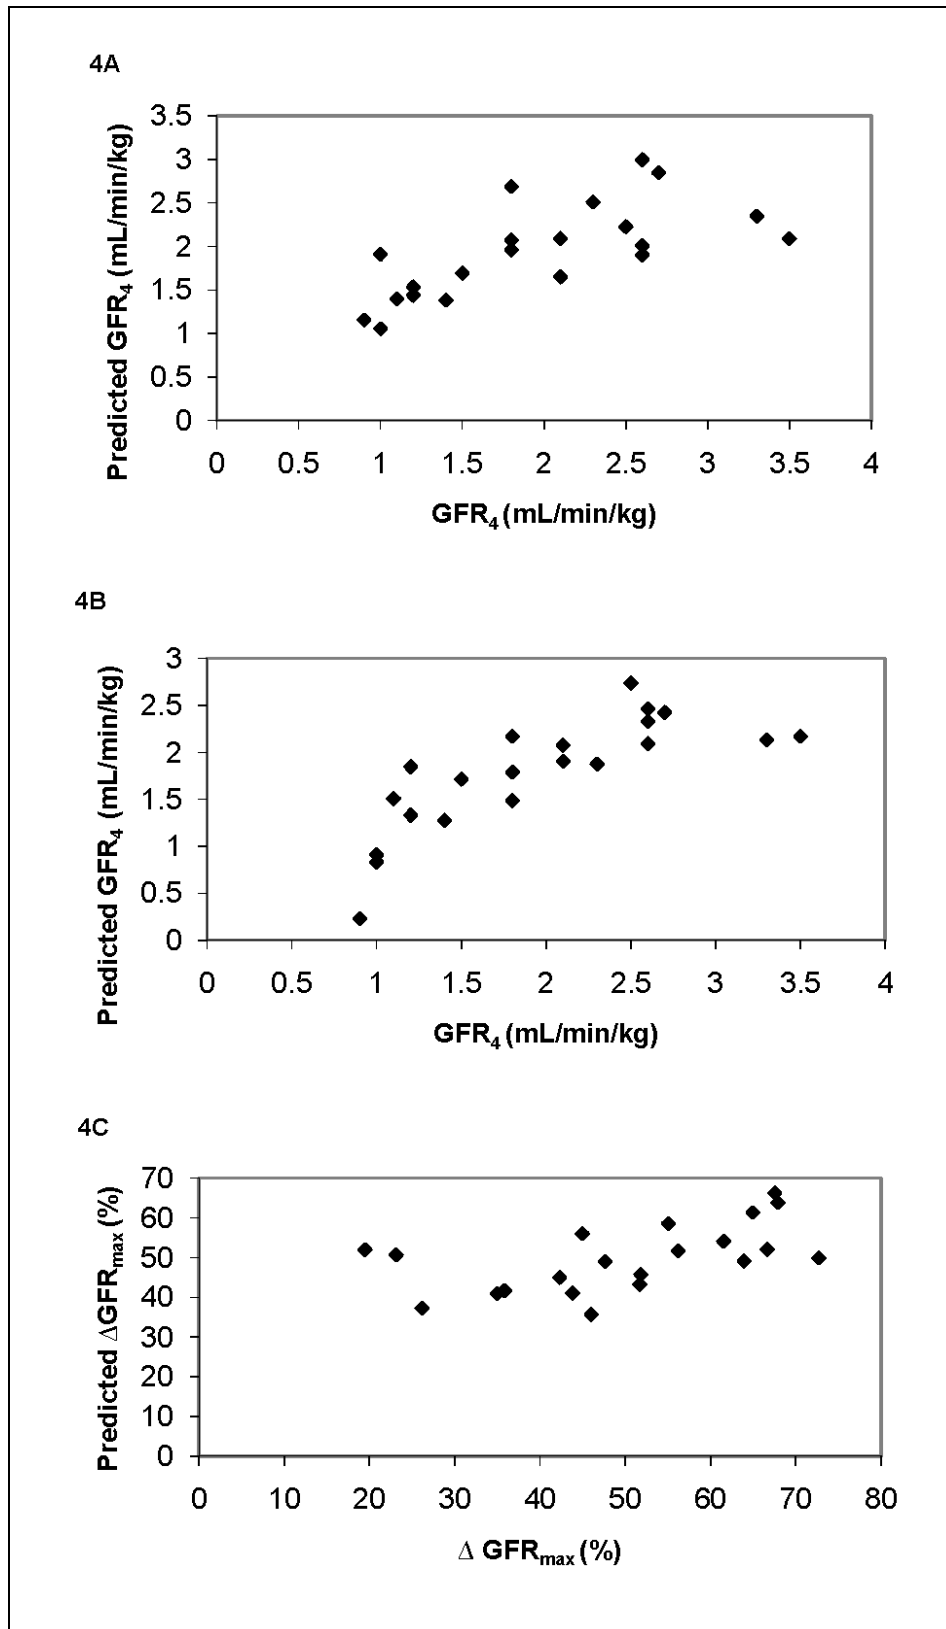 4A
Predicted GFR4 (mL/min/kg)
3.5
3
2.5
2
1.5
1
0.5
0
0 0.5 1 1.5 2 2.5 3 3.5 4
GFR4 (mL/min/kg)
4B
Predicted GFR4 (mL/min/kg)
3
2.5
2
1.5
1
0.5
0
0 0.5 1 1.5 2 2.5 3 3.5 4
GFR4 (mL/min/kg)
4C
Predicted ΔGFRmax (%)
70
60
50
40
30
20
10
0
0 10 20 30 40 50 60 70 80
Δ GFRmax (%)